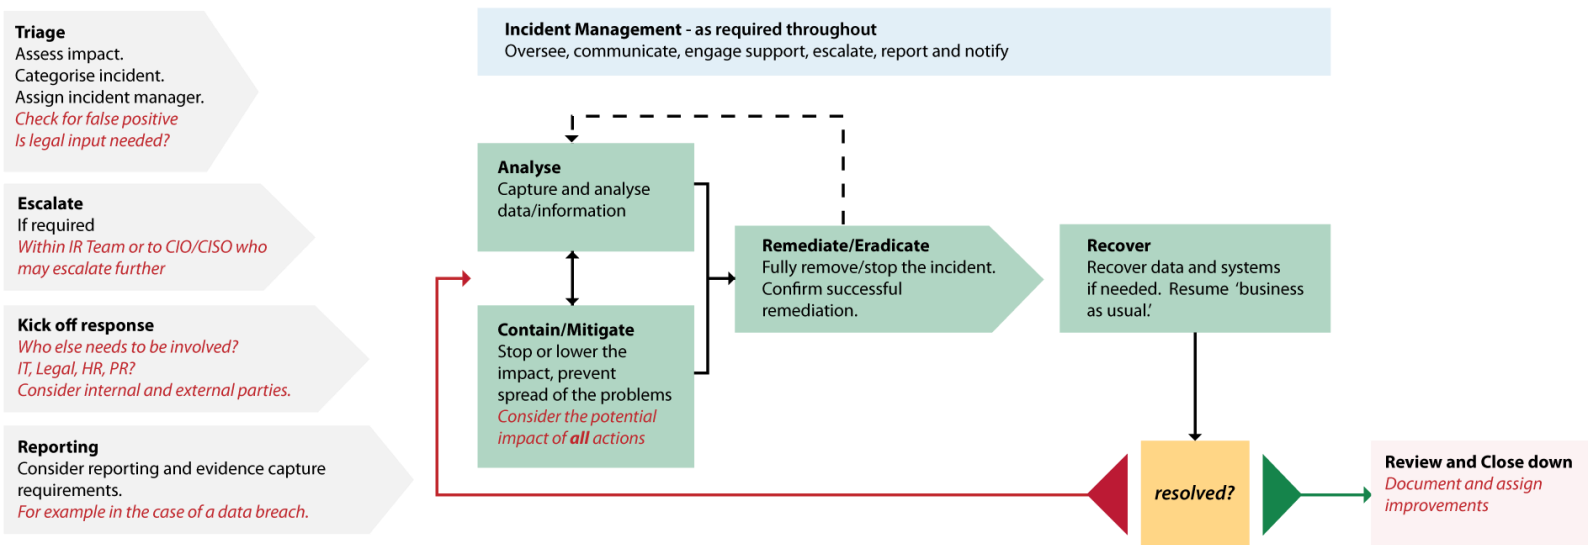 Triage
Assess impact.
Categorise incident.
Assign incident manager.
Check for false positive
Is legal input needed?
Escalate
If required
Within IR Team or to CIO/CISO who
may escalate further
Kick off response
Who else needs to be involved?
IT, Legal, HR, PR?
Consider internal and external parties.
Reporting
Consider reporting and evidence capture
requirements.
For example in the case of a data breach.
Incident Management - as required throughout
Oversee, communicate, engage support, escalate, report and notify
Analyse
Capture and analyse
data/information
Contain/Mitigate
Stop or lower the
impact, prevent
spread of the problems
Consider the potential
impact of all actions
Remediate/Eradicate
Fully remove/stop the incident.
Confirm successful
remediation.
Recover
Recover data and systems
if needed.  Resume ‘business
as usual.’
resolved?
Review and Close down
Document and assign
improvements